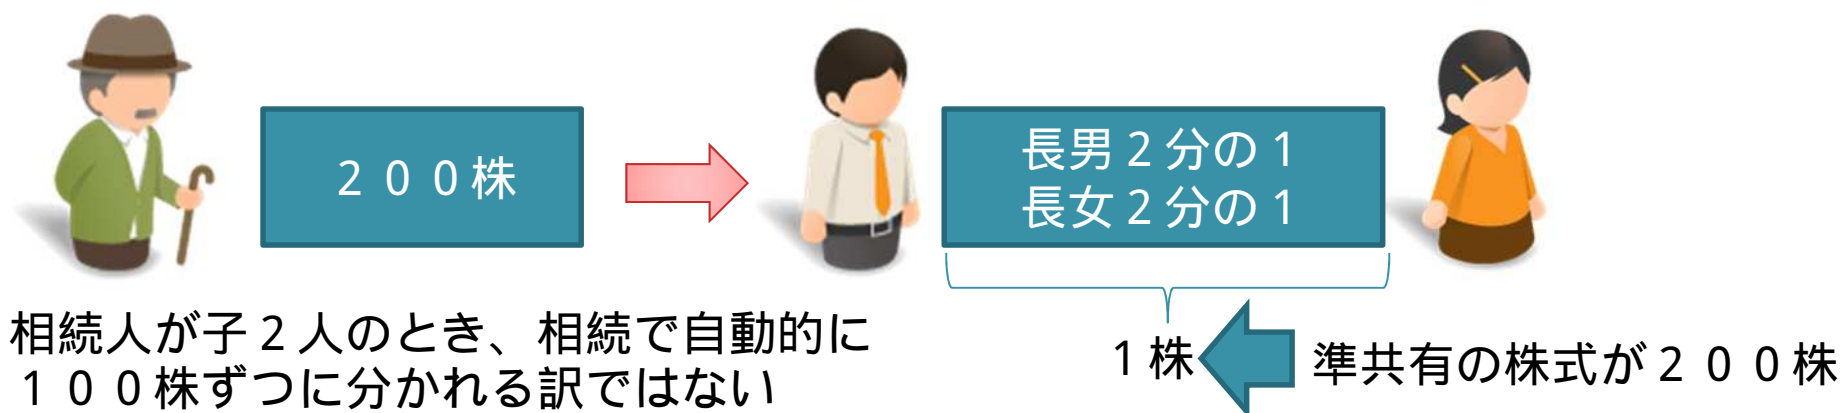 ２００株
長男２分の１
長女２分の１
相続人が子２人のとき、相続で自動的に
１００株ずつに分かれる訳ではない
１株
準共有の株式が２００株